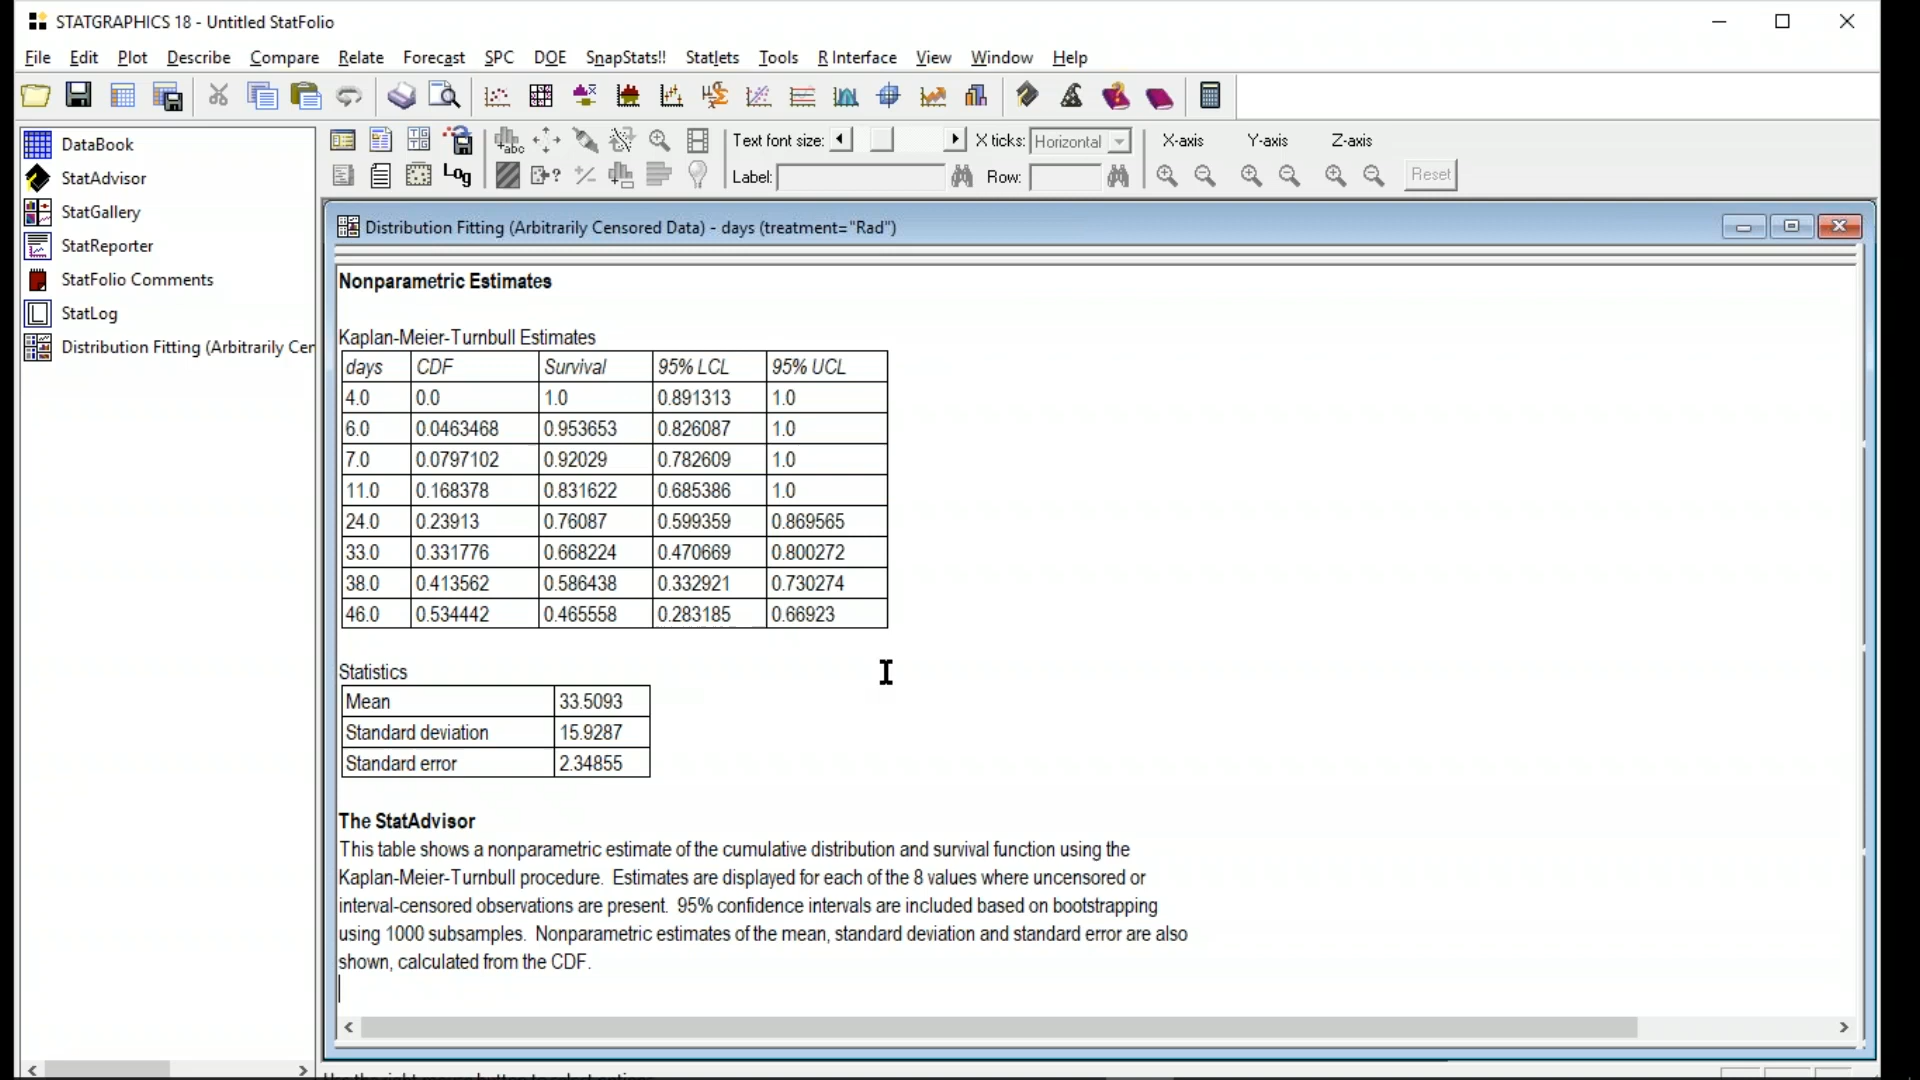 STATGRAPHICS 18 - Untitled StatFolio
File Edit Plot Describe Compare Relate Forecast SPC DOE SnapStats!! Statlets Tools R Interface View Window Help
Text font size: X ticks: Horizontal X-axis Y-axis Z-axis
Log Label: Row: Reset
DataBook
StatAdvisor
StatGallery
StatReporter
StatFolio Comments
StatLog
Distribution Fitting (Arbitrarily Cer
Distribution Fitting (Arbitrarily Censored Data) - days (treatment="Rad")
Nonparametric Estimates
Kaplan-Meier-Turnbull Estimates
days CDF Survival 95% LCL 95% UCL
4.0 0.0 1.0 0.891313 1.0
6.0 0.0463468 0.953653 0.826087 1.0
7.0 0.0797102 0.92029 0.782609 1.0
11.0 0.168378 0.831622 0.685386 1.0
24.0 0.23913 0.76087 0.599359 0.869565
33.0 0.331776 0.668224 0.470669 0.800272
38.0 0.413562 0.586438 0.332921 0.730274
46.0 0.534442 0.465558 0.283185 0.66923
Statistics
Mean 33.5093
Standard deviation 15.9287
Standard error 2.34855
The StatAdvisor
This table shows a nonparametric estimate of the cumulative distribution and survival function using the
Kaplan-Meier-Turnbull procedure. Estimates are displayed for each of the 8 values where uncensored or
interval-censored observations are present. 95% confidence intervals are included based on bootstrapping
using 1000 subsamples. Nonparametric estimates of the mean, standard deviation and standard error are also
shown, calculated from the CDF.